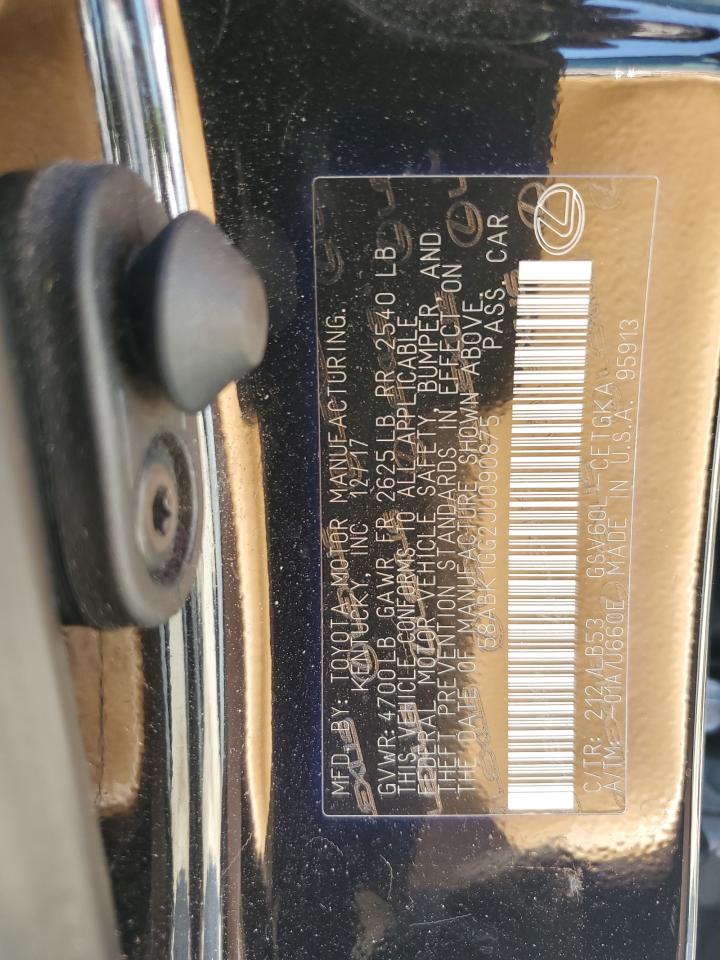 MFD BY: TOYOTA MOTOR MANUFACTURING.
KENTUCKY, INC 12/17
GVWR: 4700LB GAWR FR 2625LB RR 2540 LB
THIS VEHICLE CONFORMS TO ALL APPLICABLE
FEDERAL MOTOR VEHICLE SAFETY, BUMPER, AND
THEFT PREVENTION STANDARDS IN EFFECT ON
THE DATE OF MANUFACTURE SHOWN ABOVE.
58ABK1GG2JU090875 PASS. CAR
C/TR: 212/LB53 GSV60L-CETGKA
A/TM: -01A/U660E MADE IN U.S.A. 95913